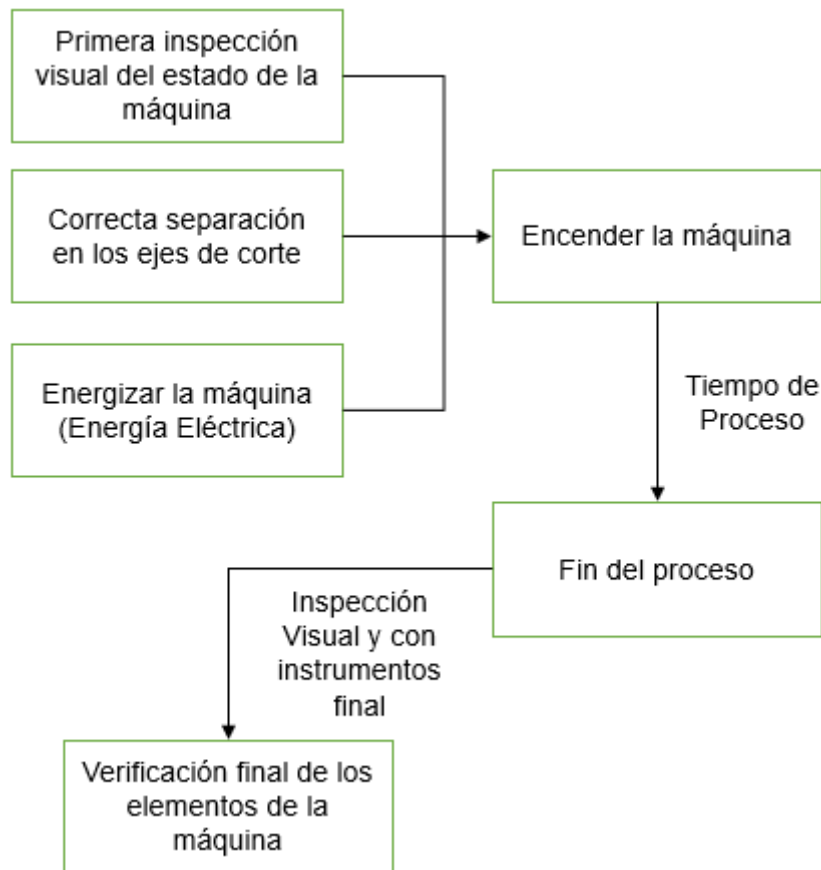 Primera inspección
visual del estado de la
máquina
Correcta separación
en los ejes de corte
Encender la máquina
Energizar la máquina
(Energía Eléctrica)
Tiempo de
Proceso
Fin del proceso
Inspección
Visual y con
instrumentos
final
Verificación final de los
elementos de la
máquina